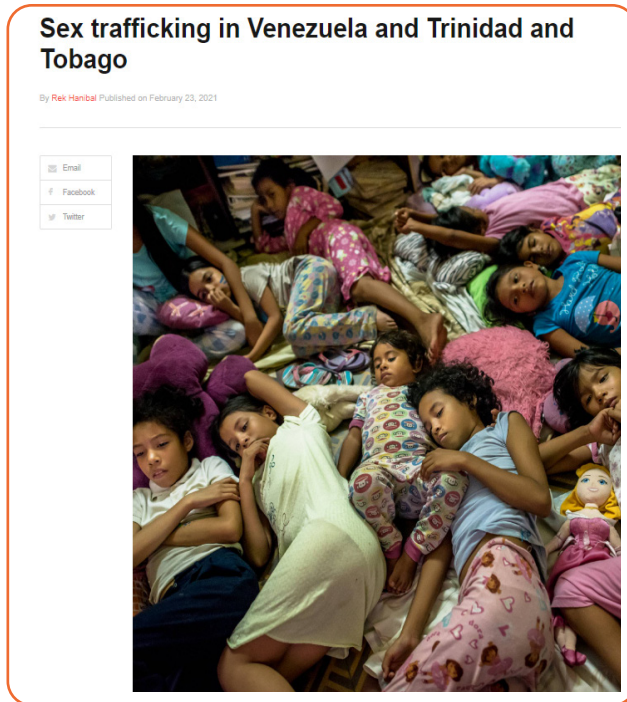 Sex trafficking in Venezuela and Trinidad and
Tobago
By Rek Hanibal Published on February 23, 2021
Email
Facebook
Twitter